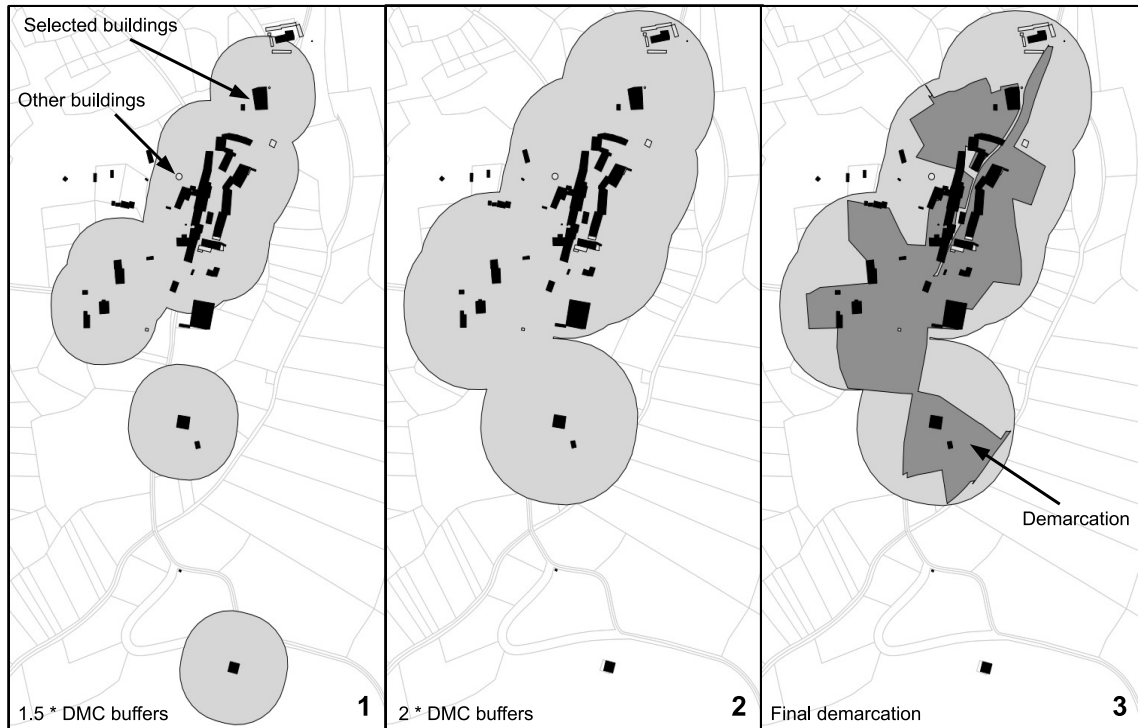 Selected buildings
Other buildings
1.5 * DMC buffers
1
2 * DMC buffers
2
Demarcation
Final demarcation
3